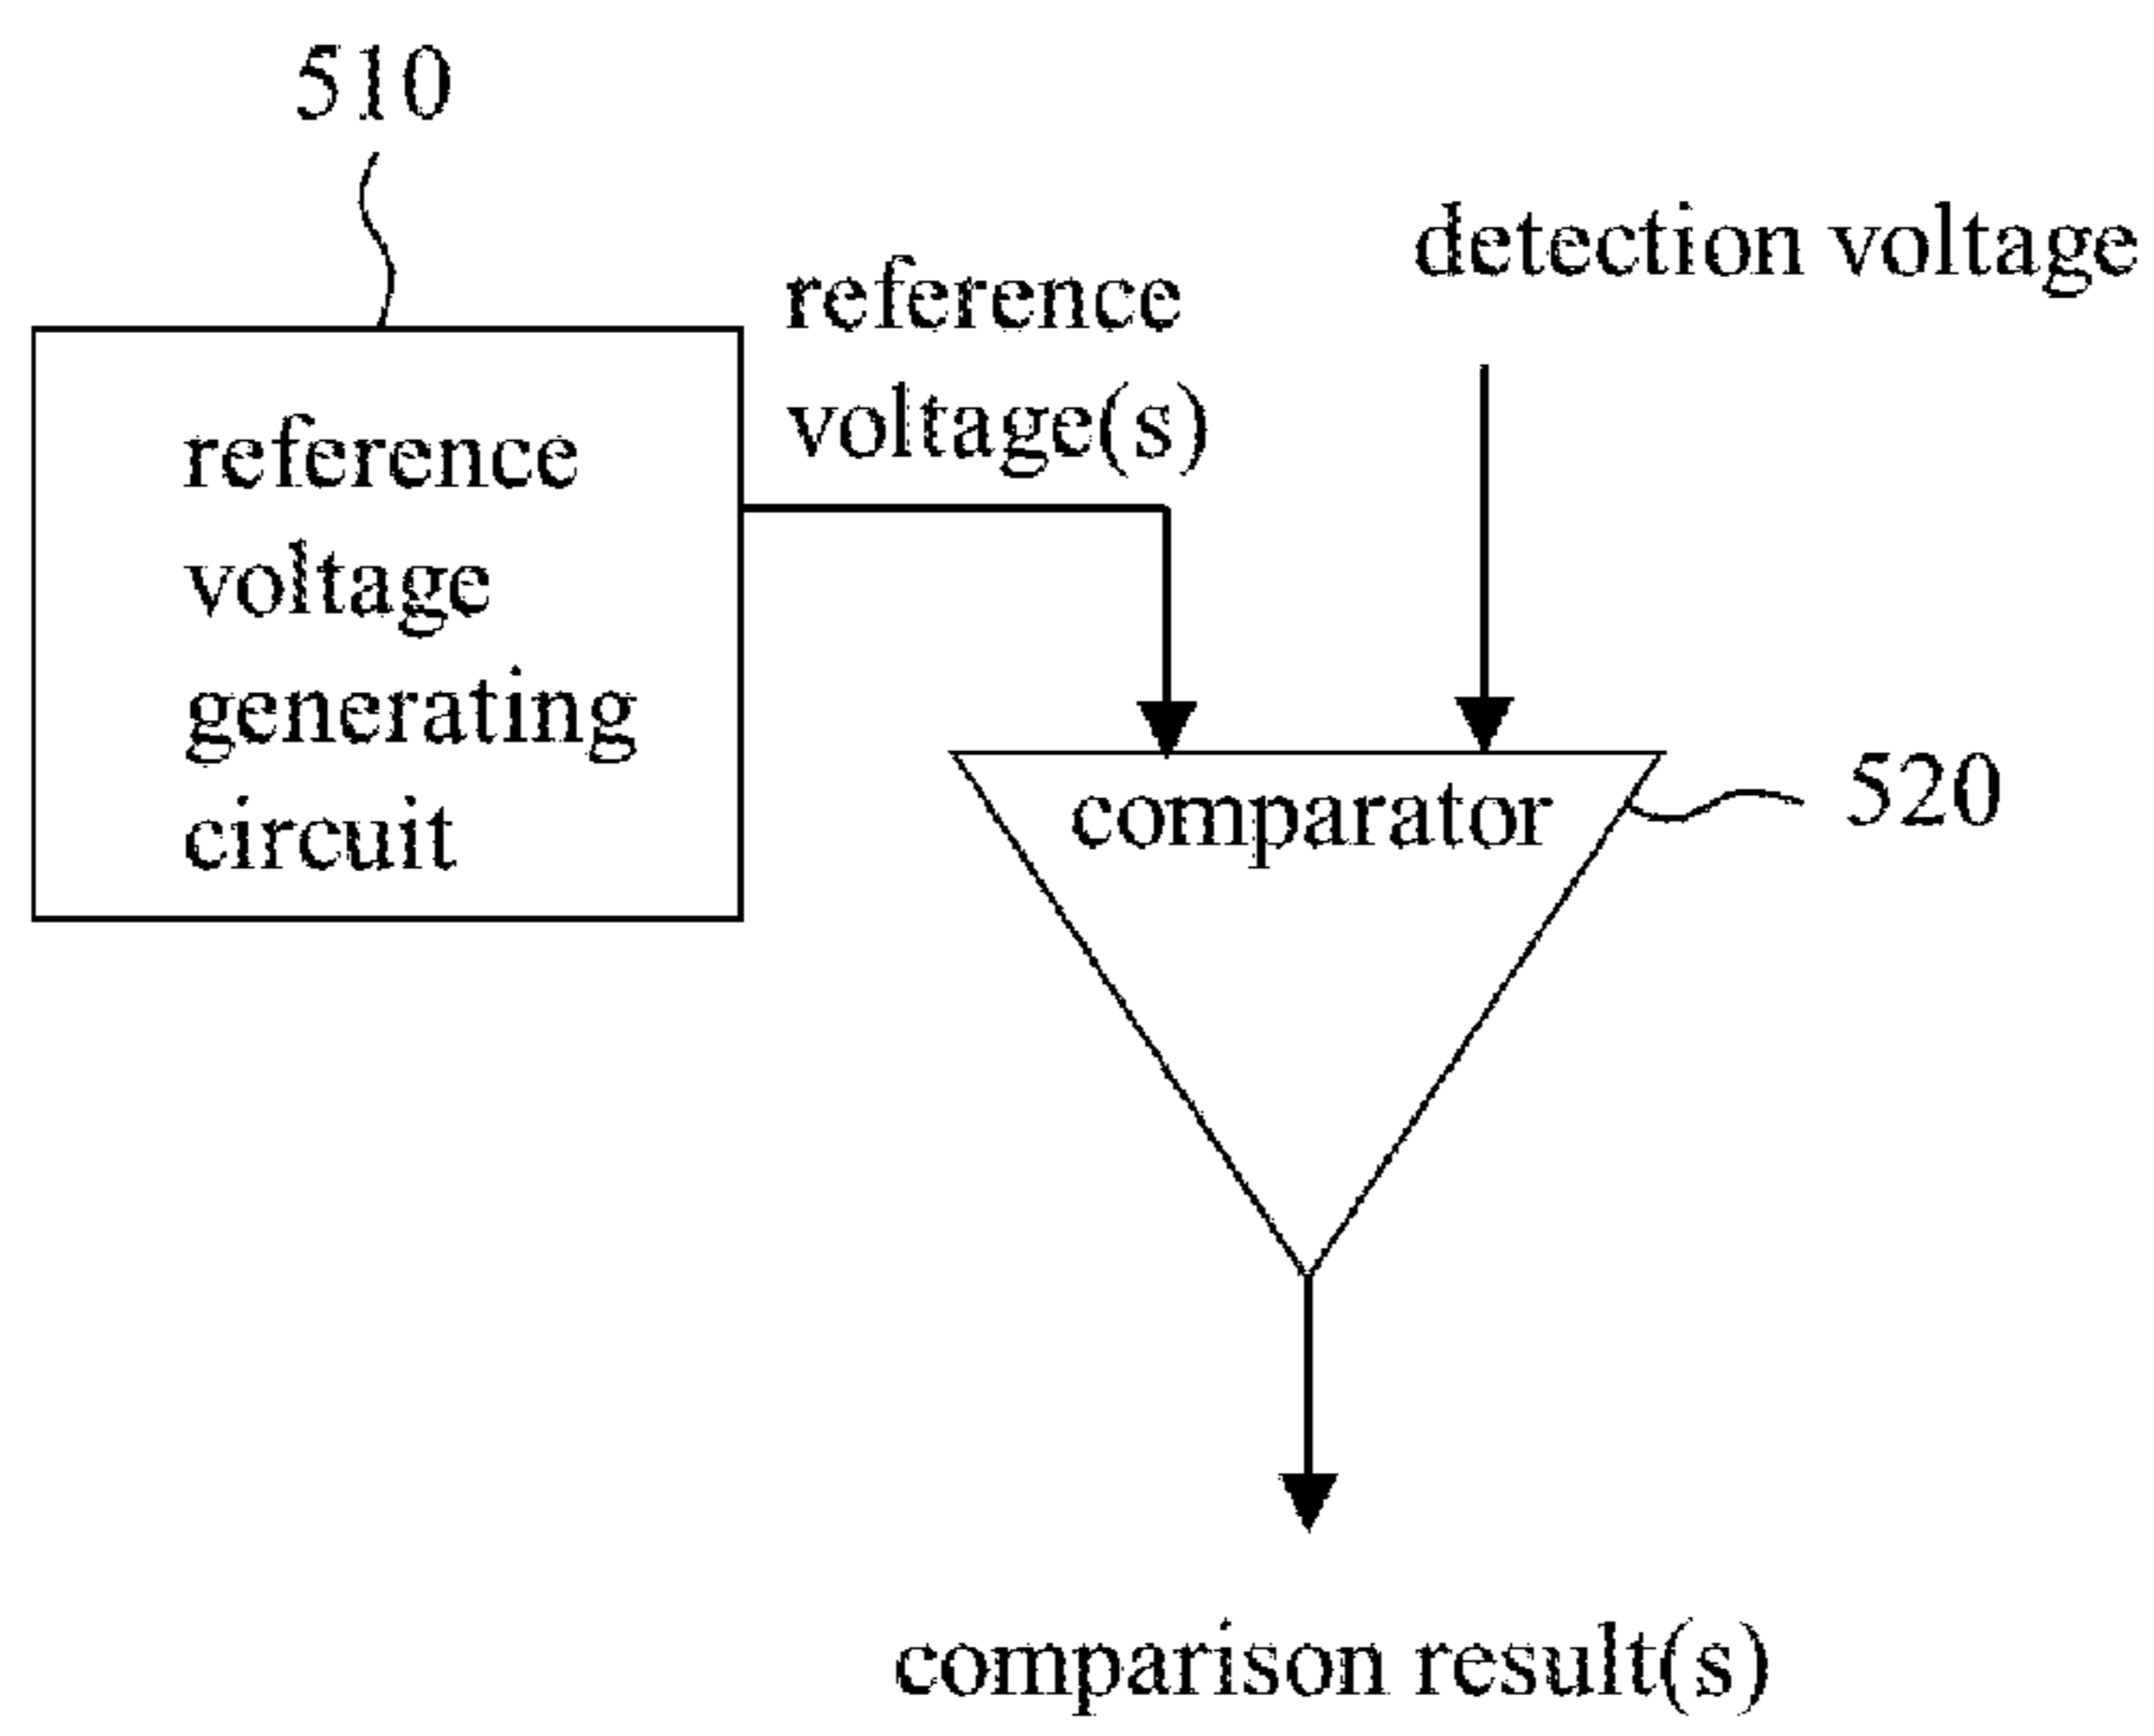 510
detection voltage
reference
voltage(s)
reference
voltage
generating
circuit
comparator
520
comparison result(s)